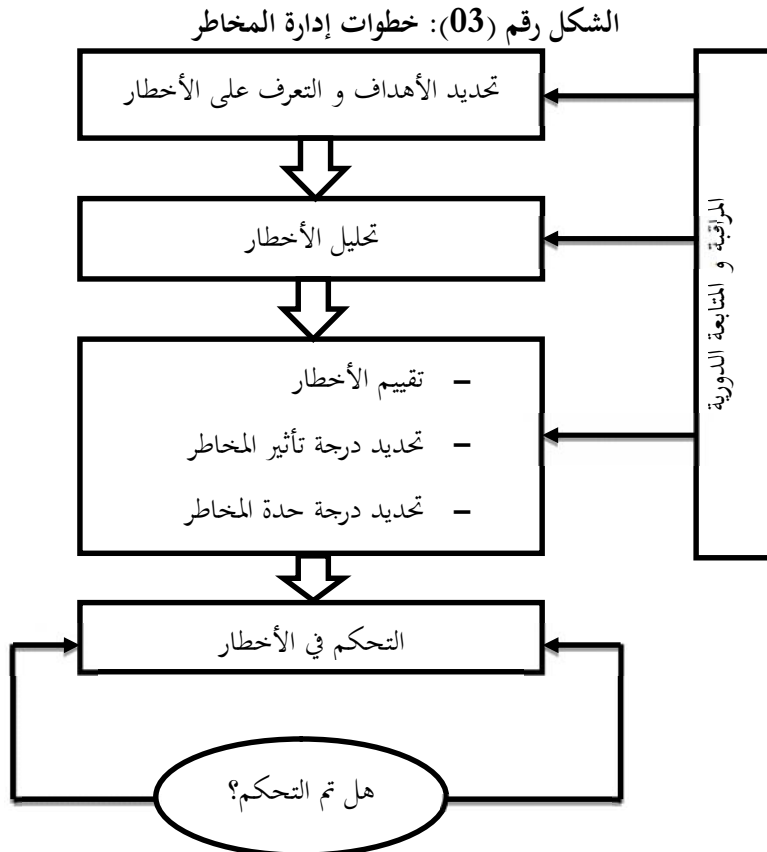 الشكل رقم (03): خطوات إدارة المخاطر
تحديد الأهداف و التعرف على الأخطار
تحليل الأخطار
– تقييم الأخطار
– تحديد درجة تأثير المخاطر
– تحديد درجة حدة المخاطر
التحكم في الأخطار
هل تم التحكم؟
المراقبة و المتابعة الدورية